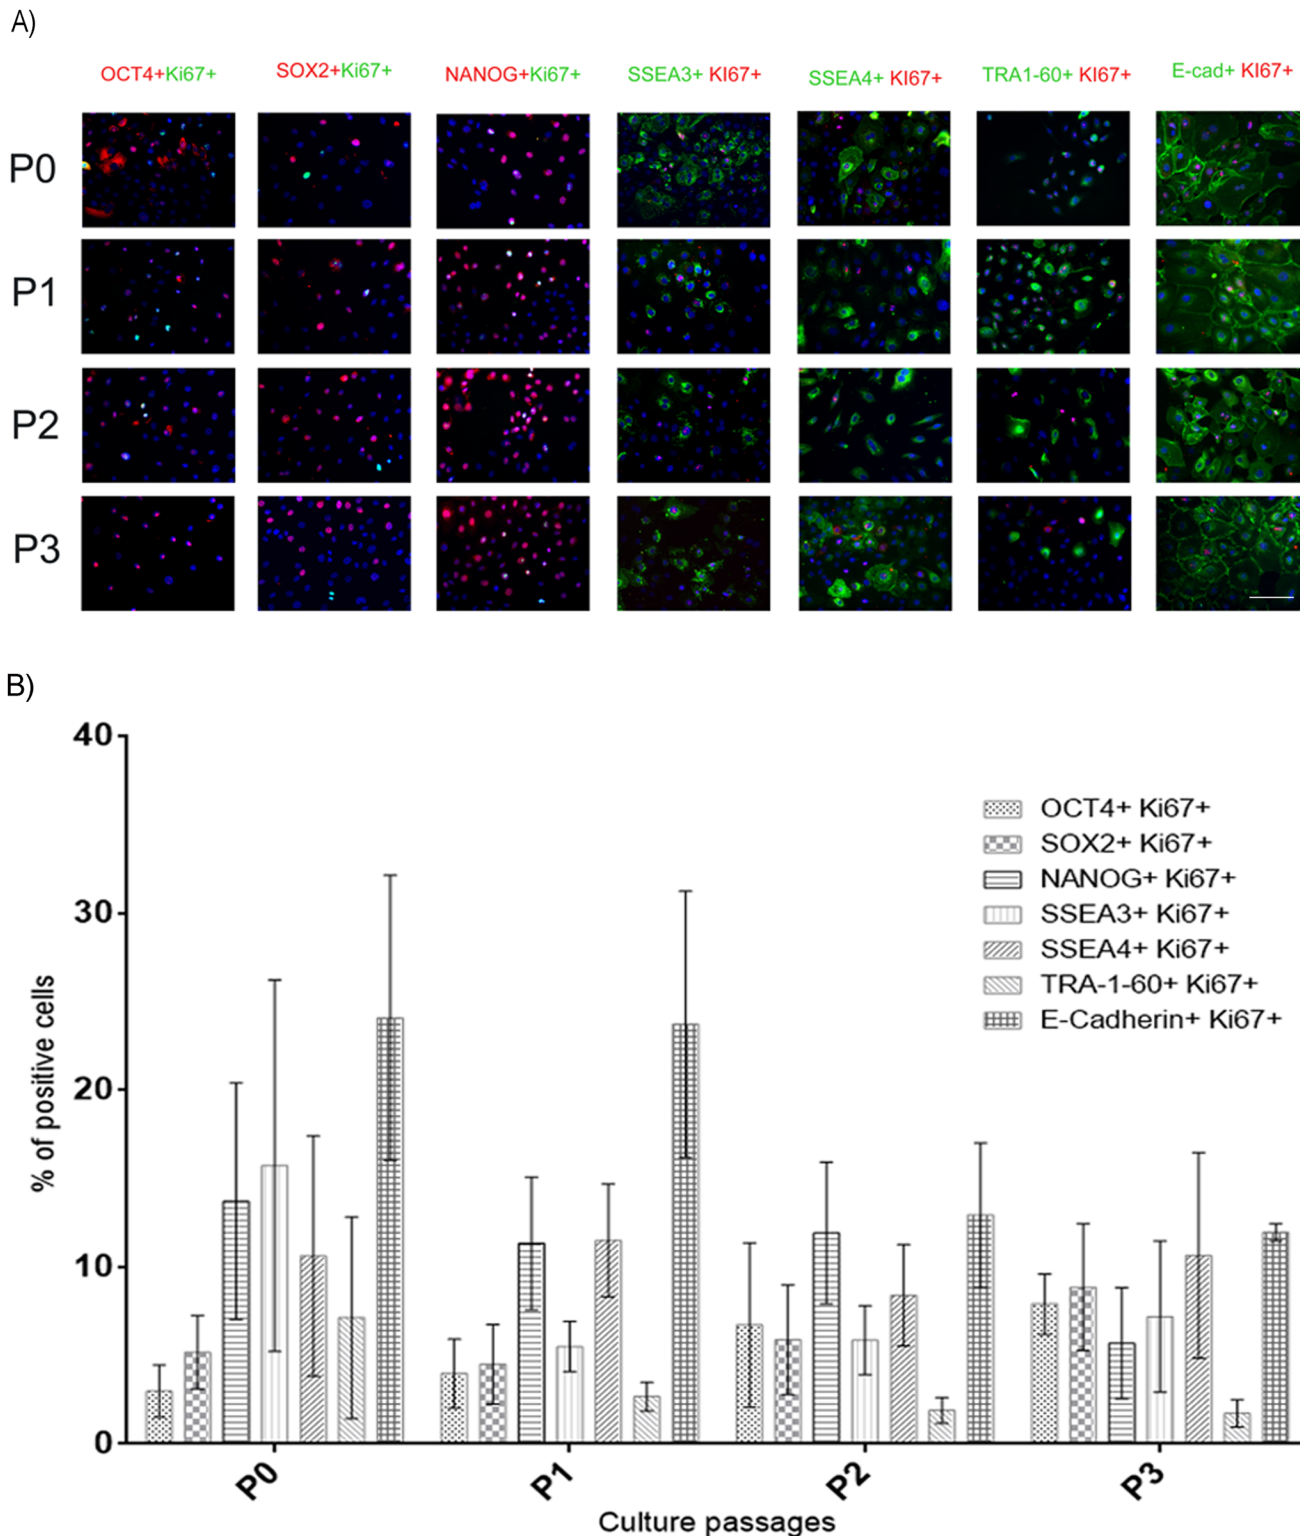 A)
OCT4+Ki67+ SOX2+Ki67+ NANOG+Ki67+ SSEA3+ KI67+ SSEA4+ KI67+ TRA1-60+ KI67+ E-cad+ KI67+
P0
P1
P2
P3
B)
40
30
20
10
0
% of positive cells
OCT4+ Ki67+
SOX2+ Ki67+
NANOG+ Ki67+
SSEA3+ Ki67+
SSEA4+ Ki67+
TRA-1-60+ Ki67+
E-Cadherin+ Ki67+
P0 P1 P2 P3
Culture passages